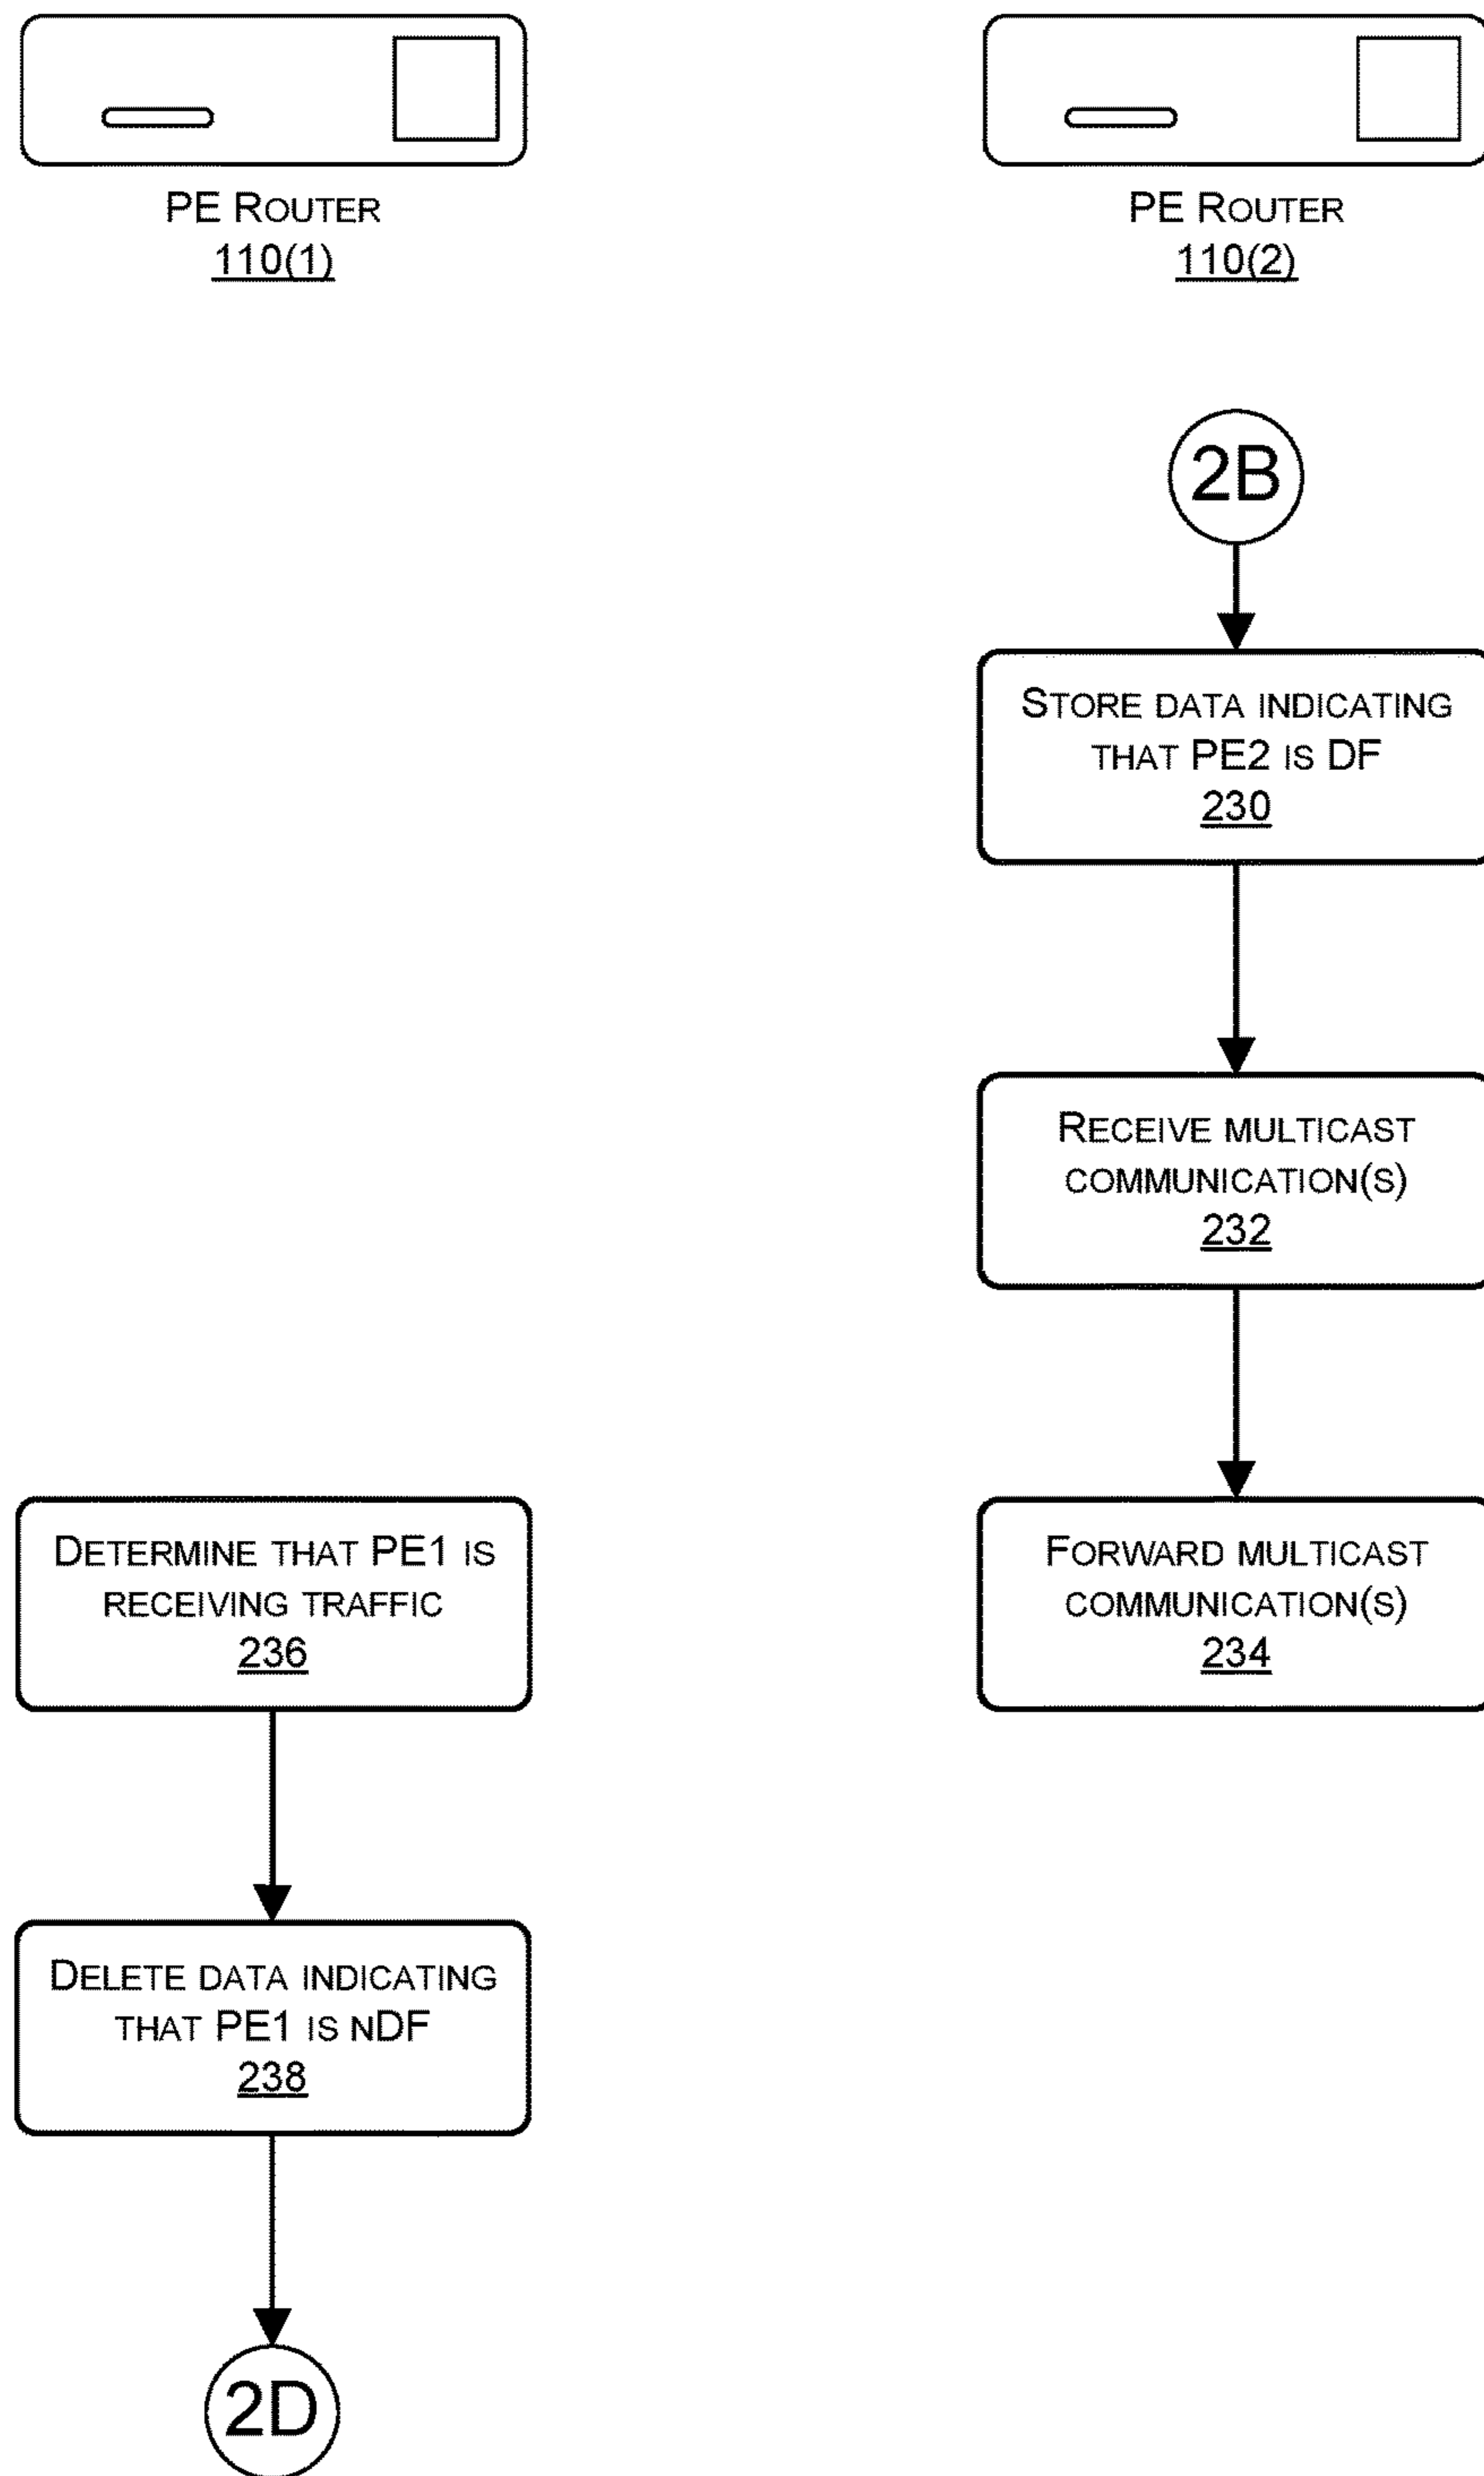 PE ROUTER
110(1)
PE ROUTER
110(2)
2B
STORE DATA INDICATING
THAT PE2 IS DF
230
RECEIVE MULTICAST
COMMUNICATION(S)
232
FORWARD MULTICAST
COMMUNICATION(S)
234
DETERMINE THAT PE1 IS
RECEIVING TRAFFIC
236
DELETE DATA INDICATING
THAT PE1 IS NDF
238
2D